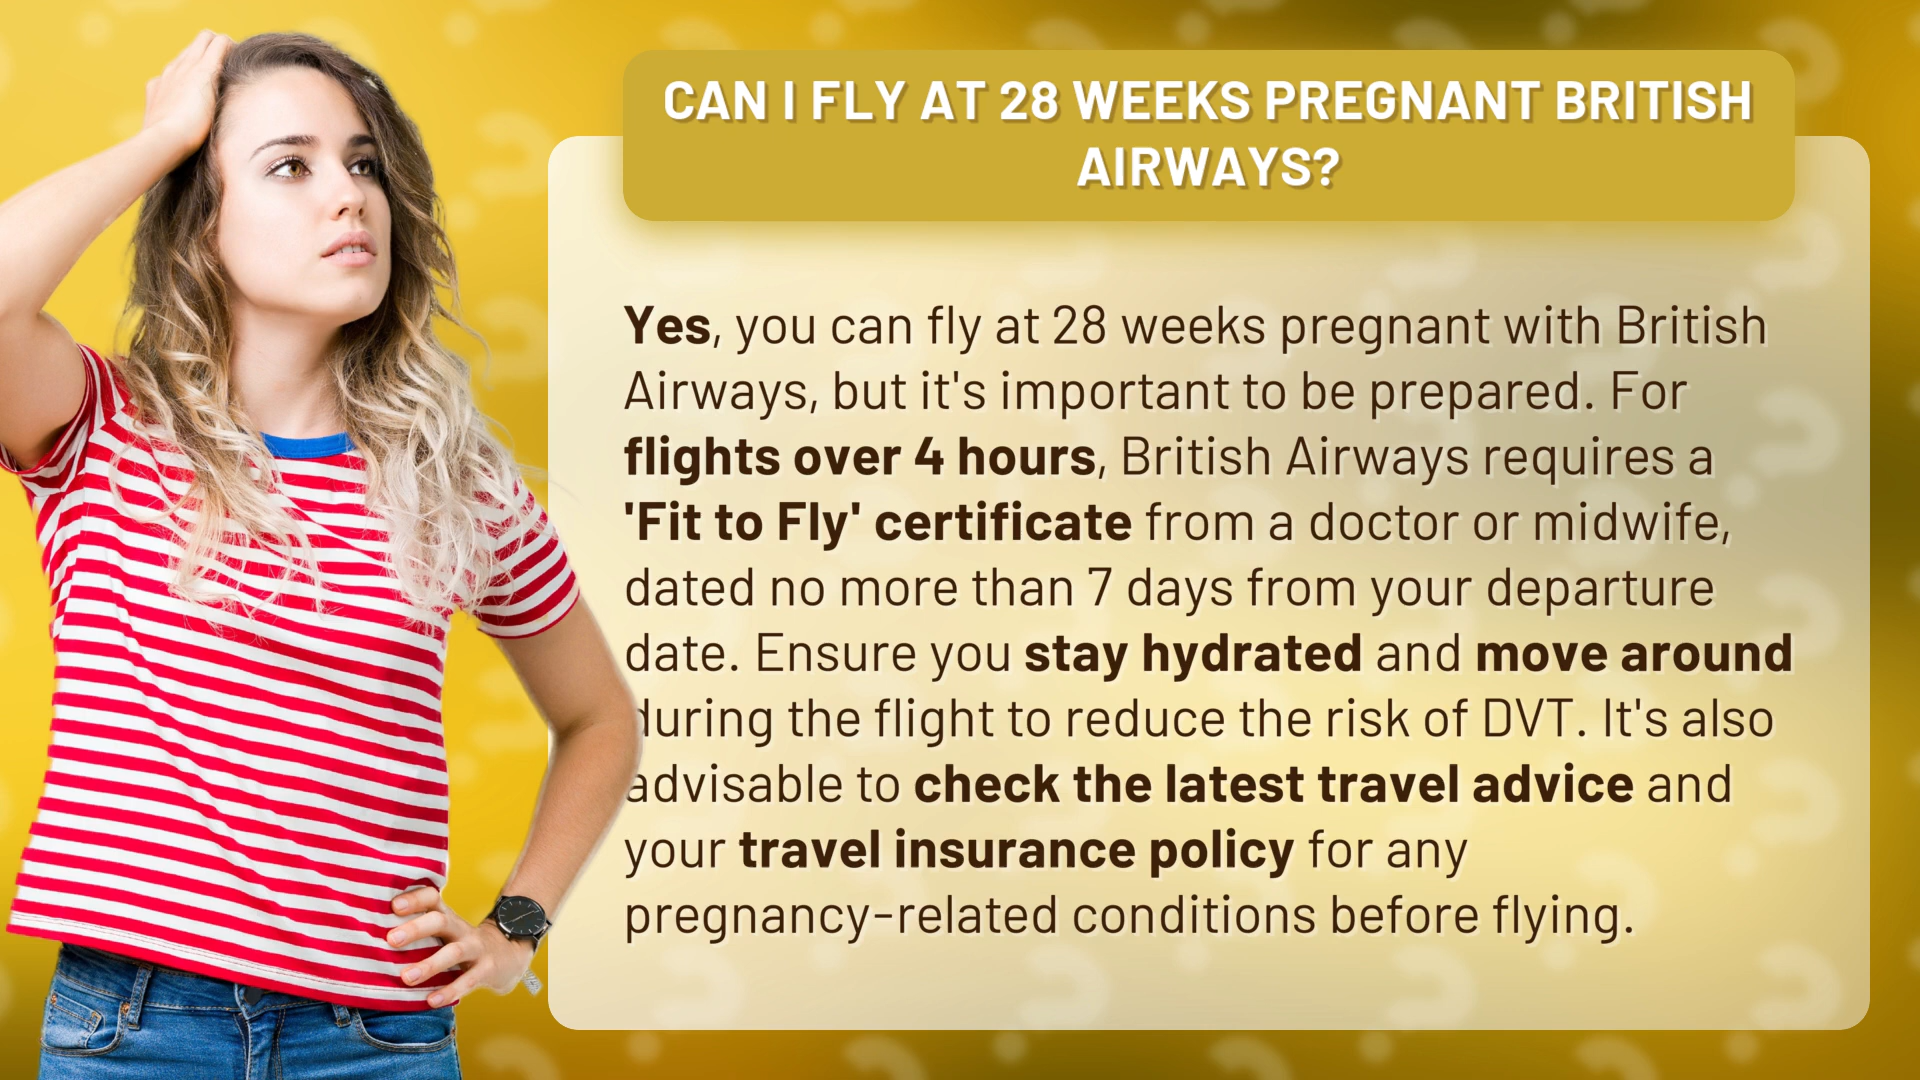 CAN I FLY AT 28 WEEKS PREGNANT BRITISH
AIRWAYS?
Yes, you can fly at 28 weeks pregnant with British
Airways, but it's important to be prepared. For
flights over 4 hours, British Airways requires a
'Fit to Fly' certificate from a doctor or midwife,
dated no more than 7 days from your departure
date. Ensure you stay hydrated and move around
during the flight to reduce the risk of DVT. It's also
advisable to check the latest travel advice and
your travel insurance policy for any
pregnancy-related conditions before flying.